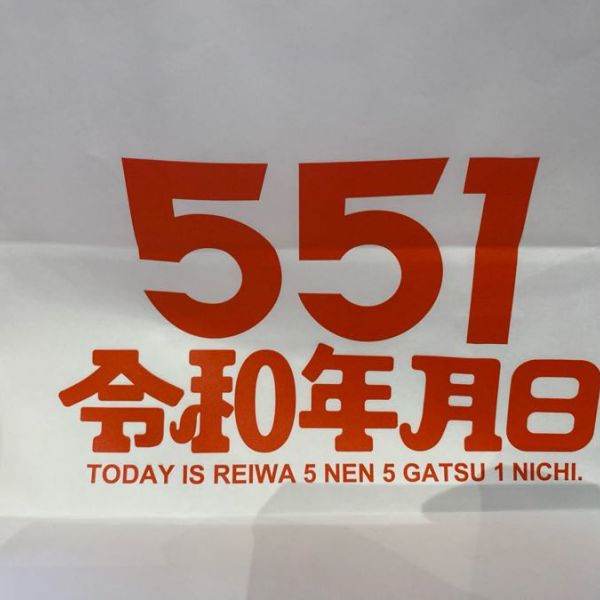 551
令和年月日
TODAY IS REIWA 5 NEN 5 GATSU 1 NICHI.